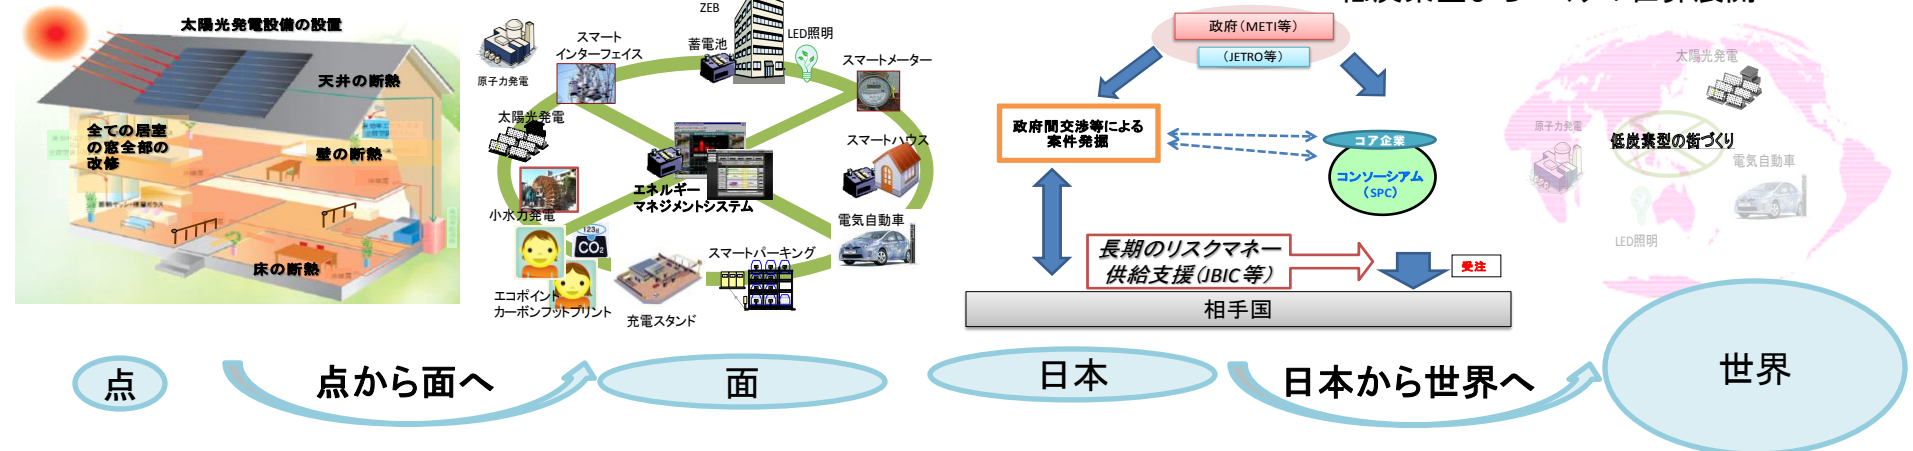 太陽光発電設備の設置
天井の断熱
全ての居室
の窓全部の
改修
壁の断熱
床の断熱
ZEB
スマート
インターフェイス
蓄電池
LED照明
スマートメーター
原子力発電
太陽光発電
スマートハウス
エネルギー
マネジメントシステム
小水力発電
電気自動車
123g
CO2
スマートパーキング
エコポイント
カーボンフットプリント
充電スタンド
政府（METI等）
（JETRO等）
政府間交渉等による
案件発掘
コア企業
コンソーシアム
（SPC）
長期のリスクマネー
供給支援（JBIC等）
受注
相手国
太陽光発電
原子力発電
低炭素型の街づくり
電気自動車
LED照明
点
点から面へ
面
日本
日本から世界へ
世界